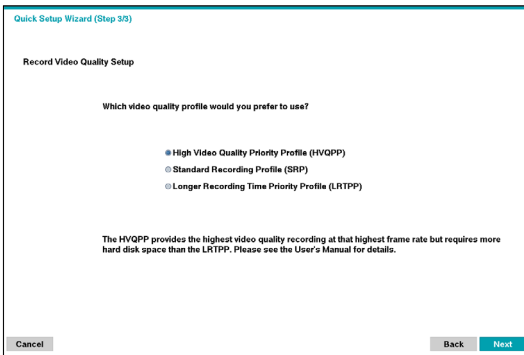 Quick Setup Wizard (Step 3/3)
Record Video Quality Setup
Which video quality profile would you prefer to use?
High Video Quality Priority Profile (HVQPP)
Standard Recording Profile (SRP)
Longer Recording Time Priority Profile (LRTPP)
The HVQPP provides the highest video quality recording at that highest frame rate but requires more
hard disk space than the LRTPP. Please see the User's Manual for details.
Cancel
Back
Next